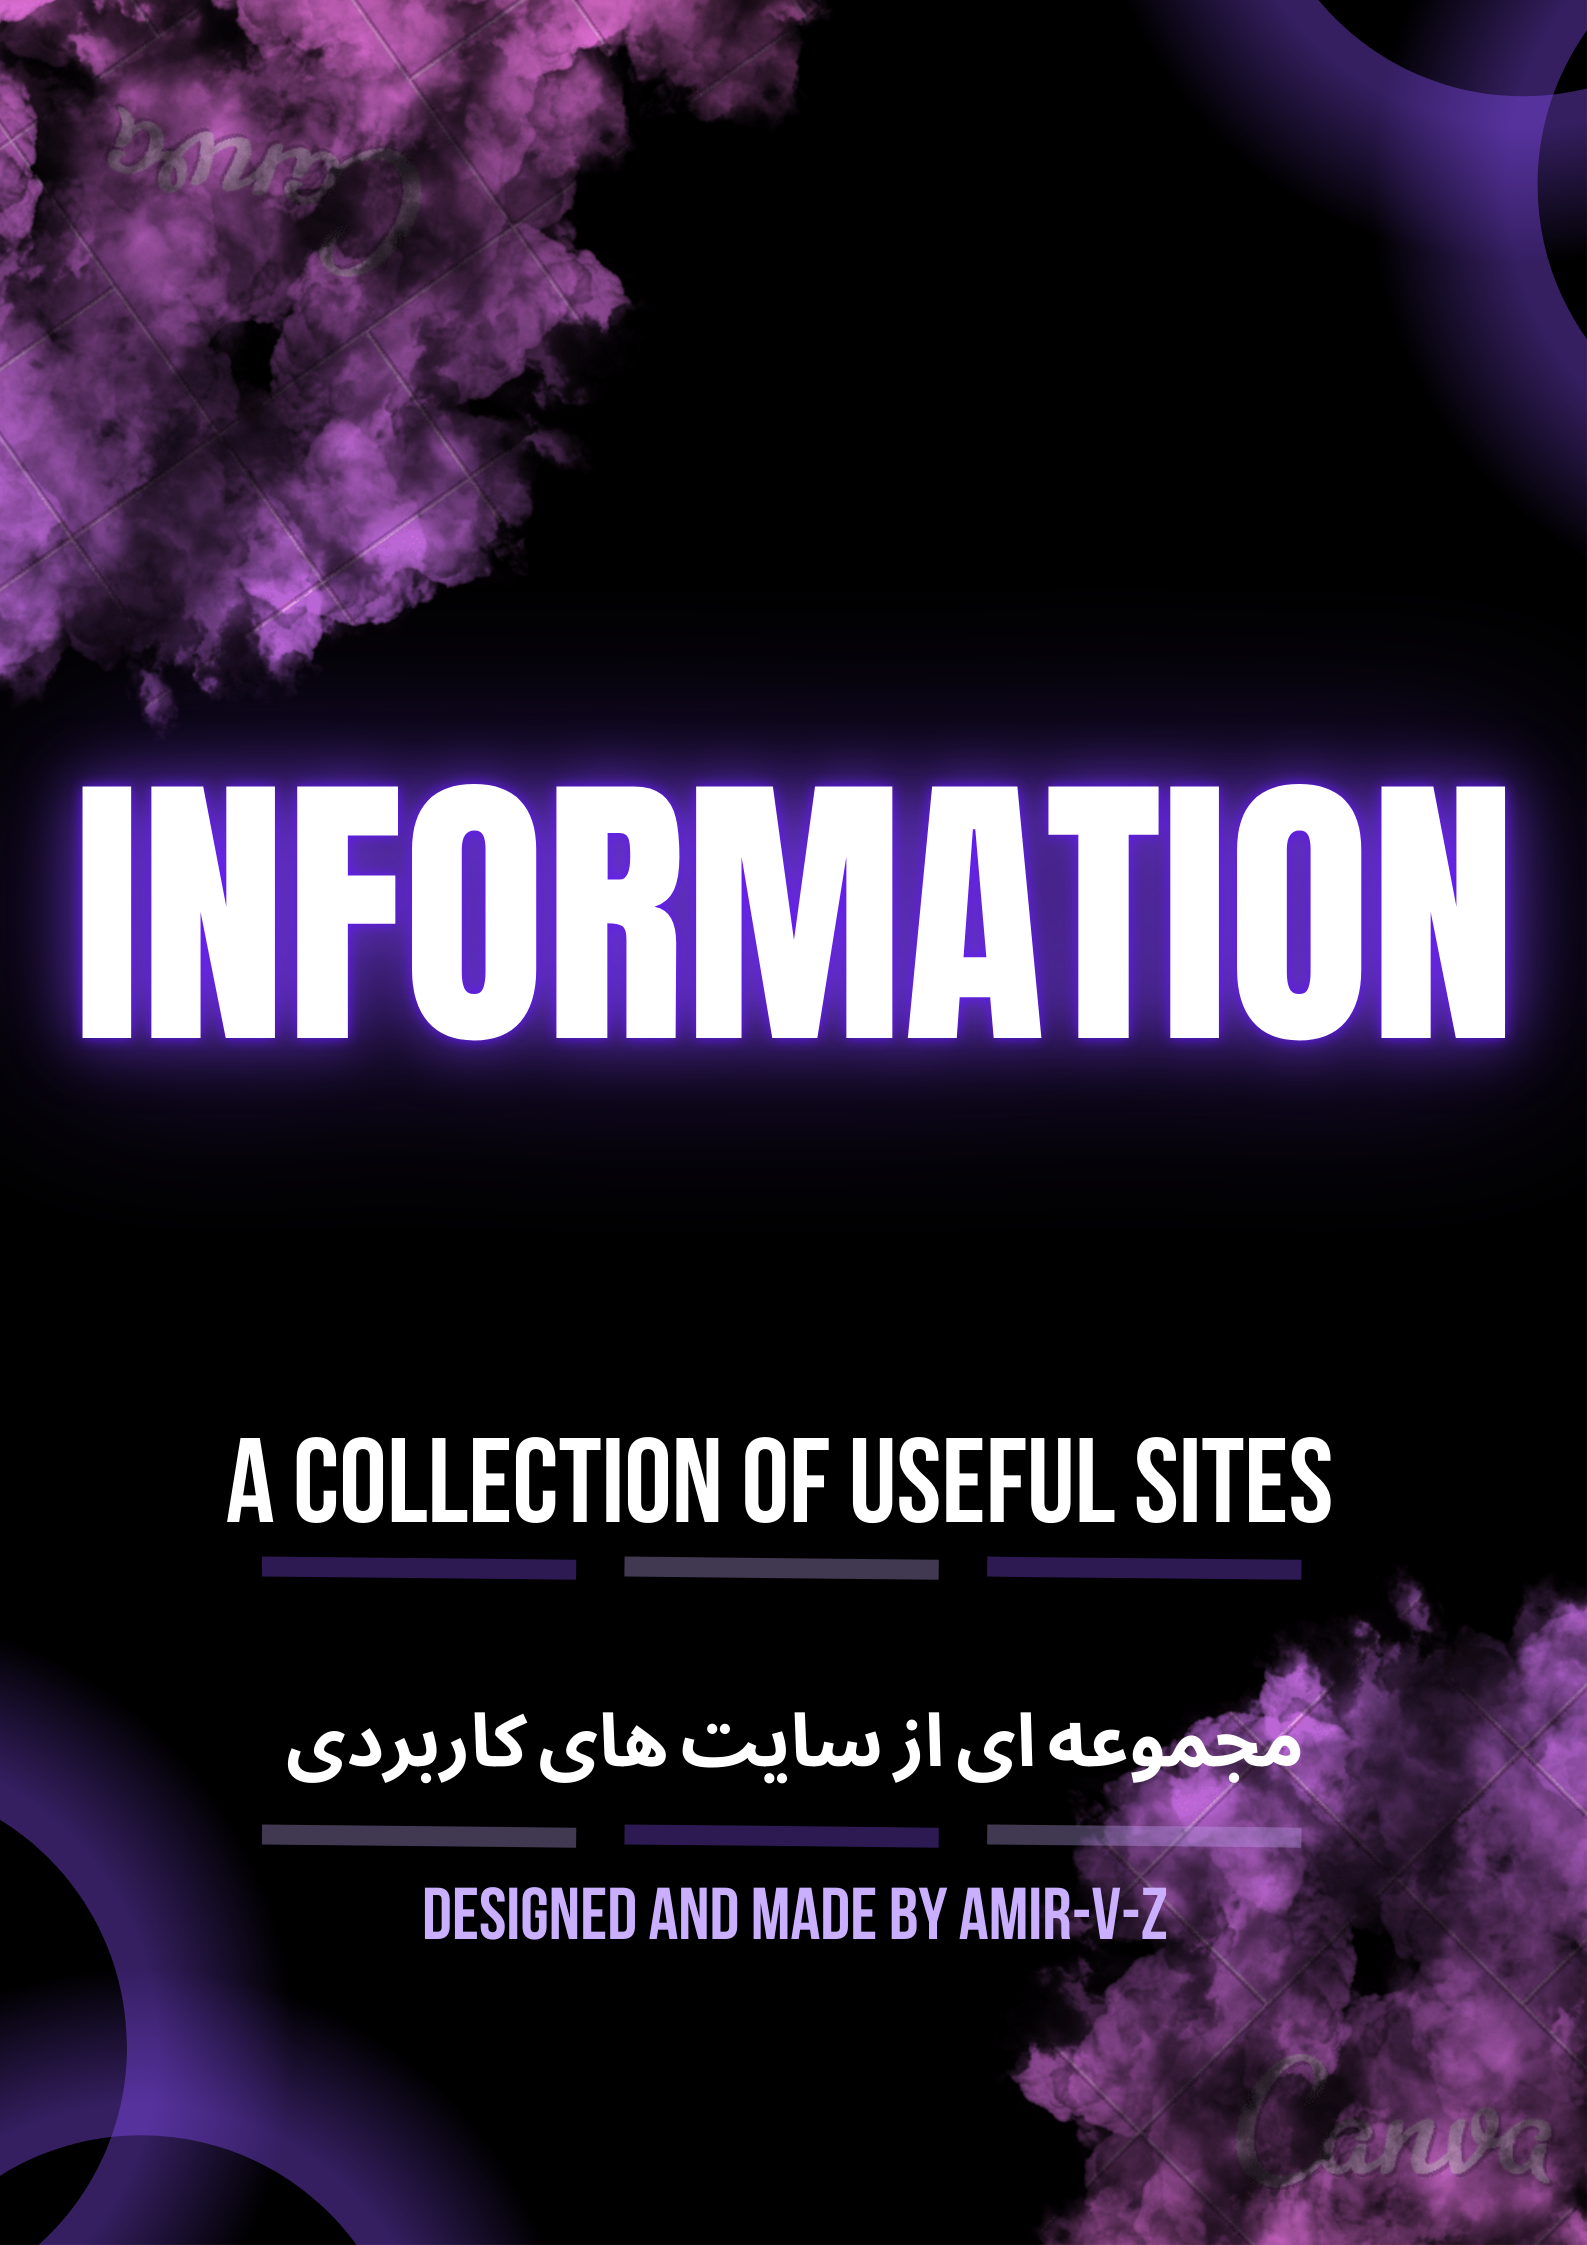 Canva
INFORMATION
A COLLECTION OF USEFUL SITES
مجموعه ای از سایت های کاربردی
DESIGNED AND MADE BY AMIR-V-Z
Canva